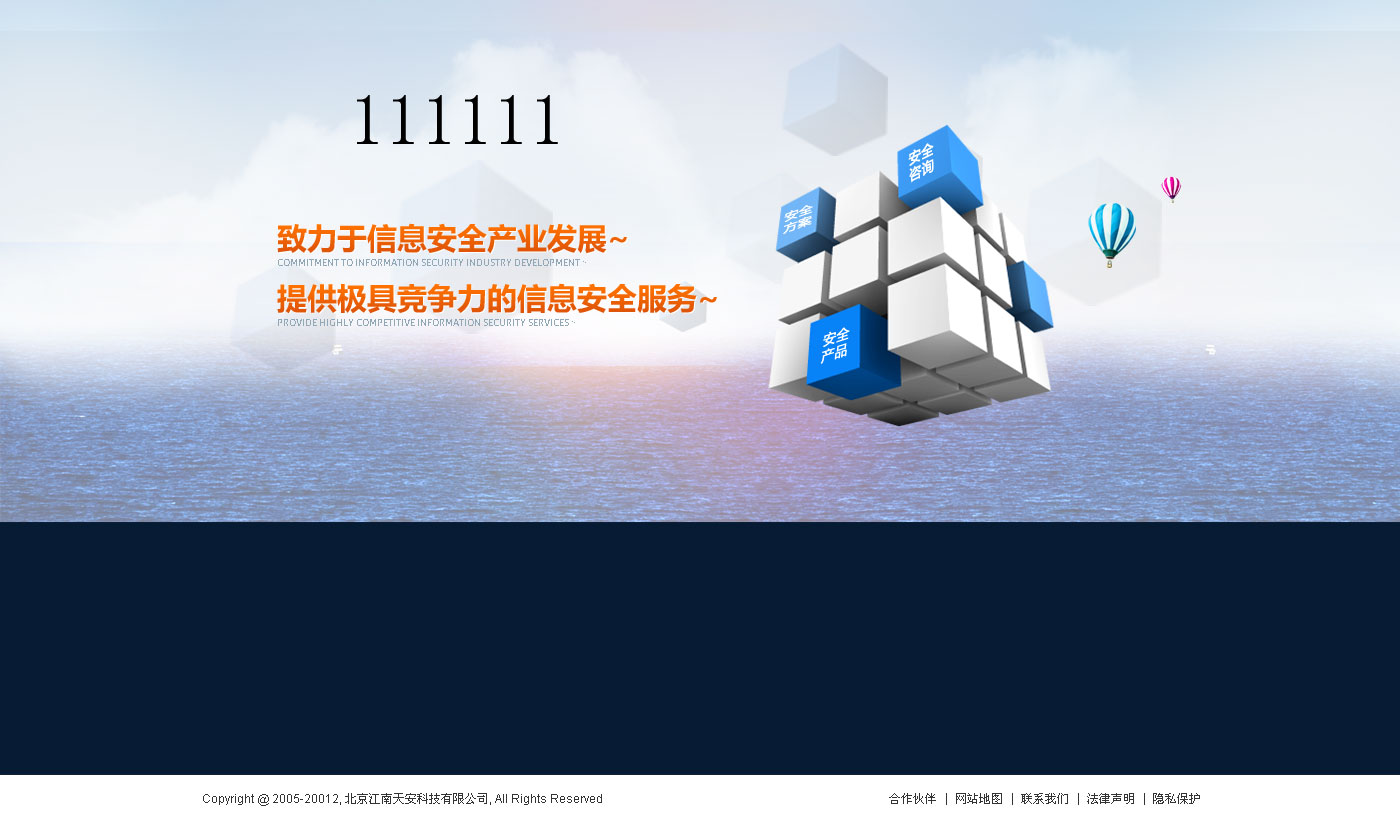 111111
安全
咨询
安全
方案
致力于信息安全产业发展~
COMMITMENT TO INFORMATION SECURITY INDUSTRY DEVELOPMENT ~
提供极具竞争力的信息安全服务~
PROVIDE HIGHLY COMPETITIVE INFORMATION SECURITY SERVICES ~
安全
产品
Copyright @ 2005-20012, 北京江南天安科技有限公司, All Rights Reserved
合作伙伴 | 网站地图 | 联系我们 | 法律声明 | 隐私保护